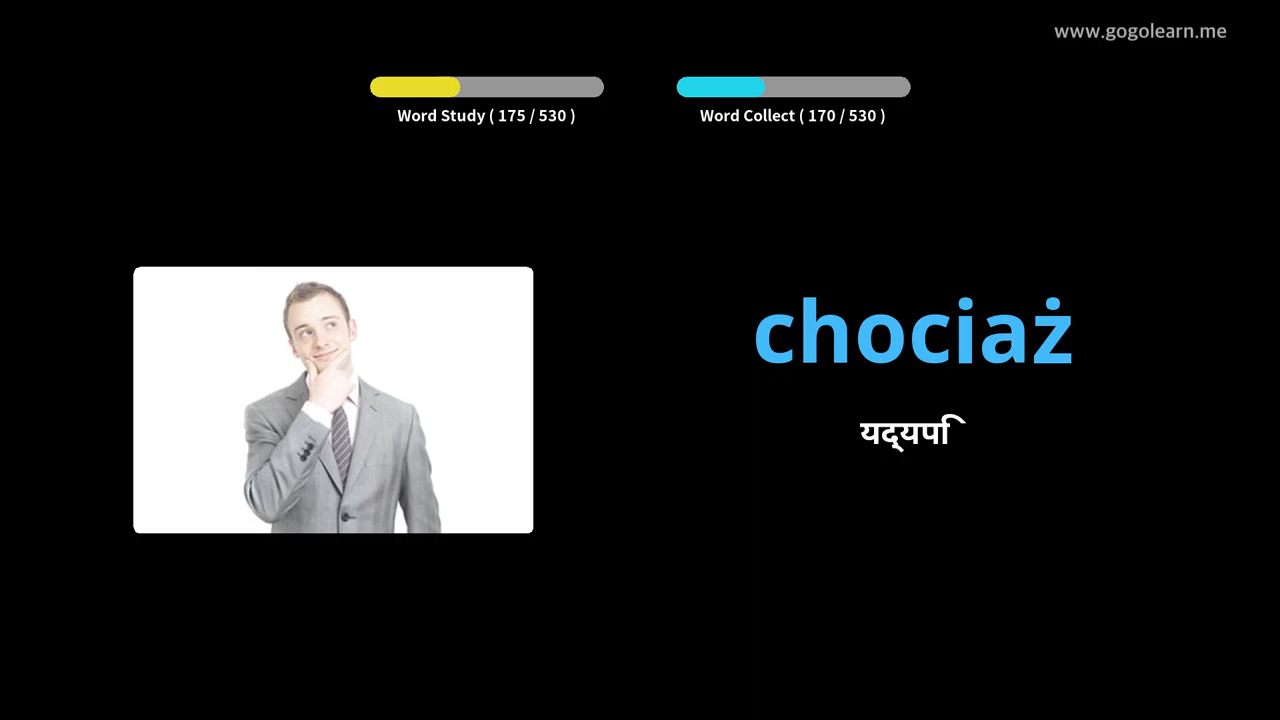 www.gogolearn.me
Word Study ( 175 / 530 )
Word Collect ( 170 / 530 )
chociaż
यद्यपि